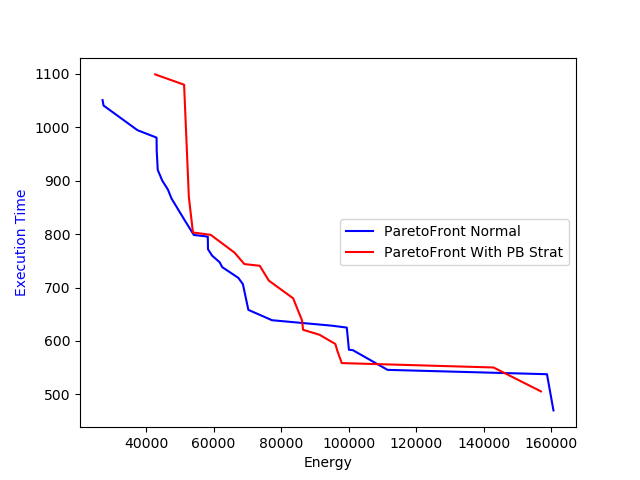 1100
1000
900
800
700
600
500
Execution Time
ParetoFront Normal
ParetoFront With PB Strat
40000 60000 80000 100000 120000 140000 160000
Energy